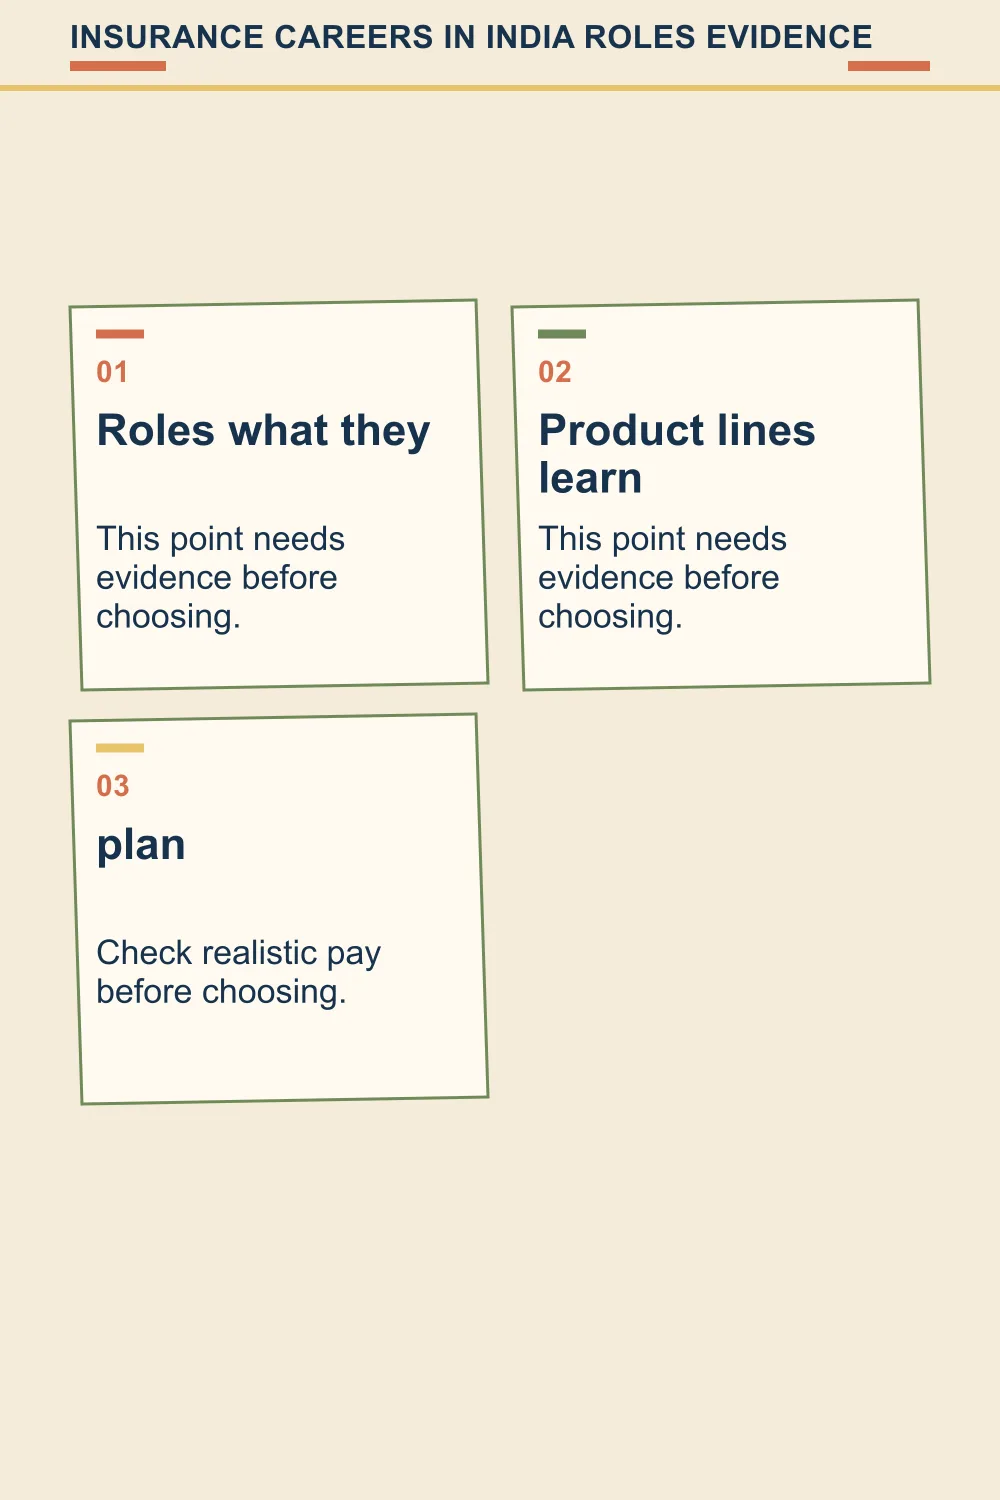 INSURANCE CAREERS IN INDIA ROLES EVIDENCE
01
Roles what they
This point needs
evidence before
choosing.
02
Product lines
learn
This point needs
evidence before
choosing.
03
plan
Check realistic pay
before choosing.